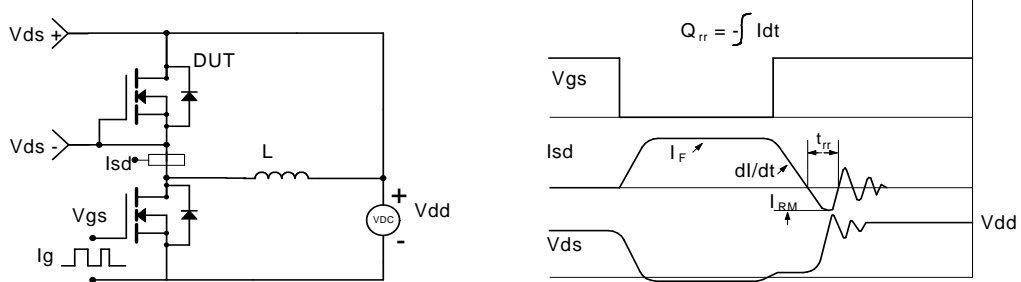 Vds +
DUT
Vds -
Isd
L
Vgs
Ig
+
VDC
-
Vdd
Q rr = -∫ Idt
Vgs
Isd
I F
dI/dt
t rr
I RM
Vdd
Vds